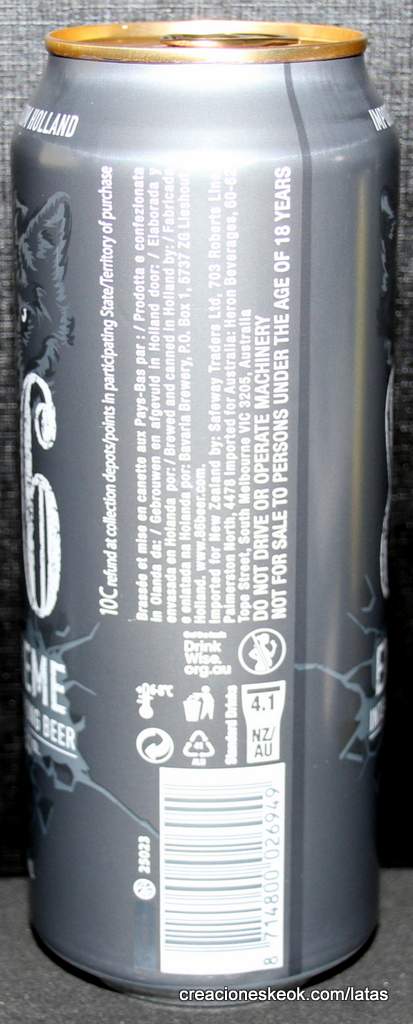 HOLLAND
6
EME
BEER
10C refund at collection depots/points in participating State/Territory of purchase
Brassée et mise en canette aux Pays-Bas par : / Prodotta e confezionata
in Olanda da: / Gebrouwen en afgevuld in Holland door: / Elaborada y
envasada en Holanda por: / Brewed and canned in Holland by: / Fabricada
e enlatada na Holanda por: Bavaria Brewery, P.O. Box 1, 5737 ZG Lieshout
Holland. www.86beer.com.
Imported for New Zealand by: Safeway Traders Ltd, 703 Roberts Line,
Palmerston North, 4478 Imported for Australia: Heron Beverages, 60-62
Tope Street, South Melbourne VIC 3205, Australia
DO NOT DRIVE OR OPERATE MACHINERY
NOT FOR SALE TO PERSONS UNDER THE AGE OF 18 YEARS
Drink
Wise.
org.au
Standard Drinks
4.1
NZ/
AU
23023
8 714800 026949
creacioneskeok.com/latas